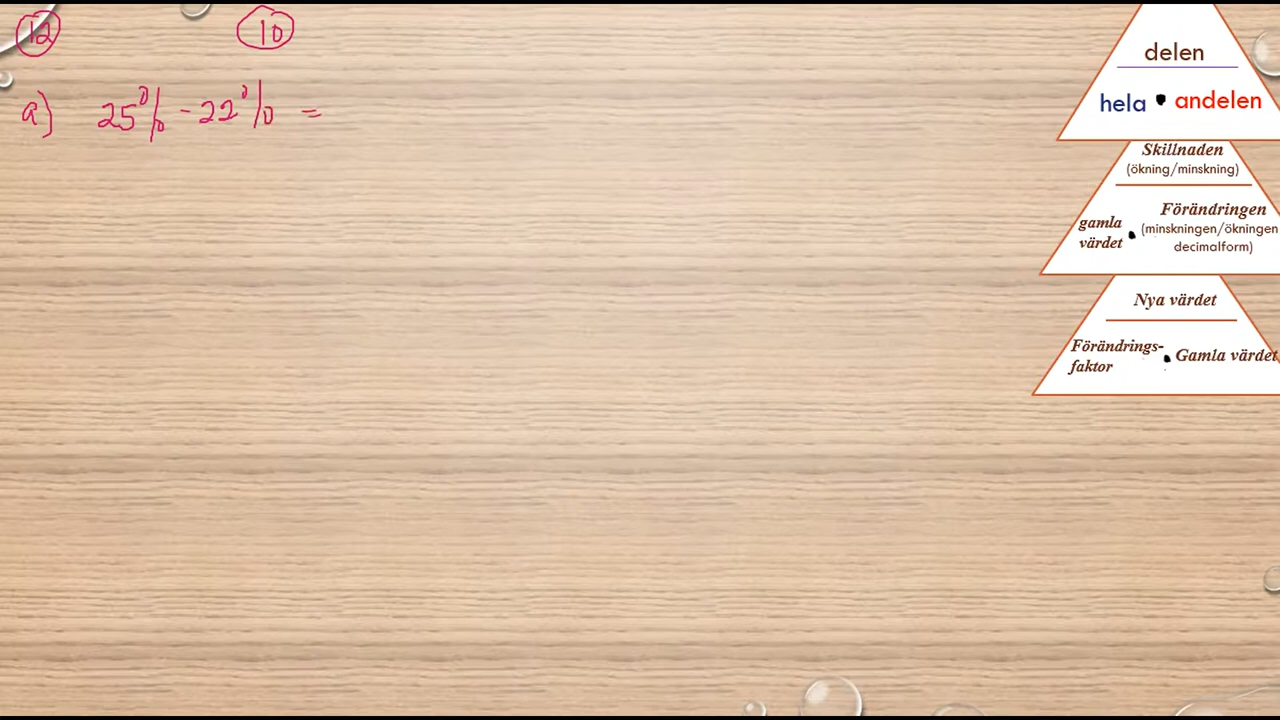 12 10
a) 25% - 22% =
delen
hela • andelen
Skillnaden
(ökning/minskning)
gamla värdet • Förändringen
(minskningen/ökningen
decimalform)
Nya värdet
Förändrings-
faktor • Gamla värdet